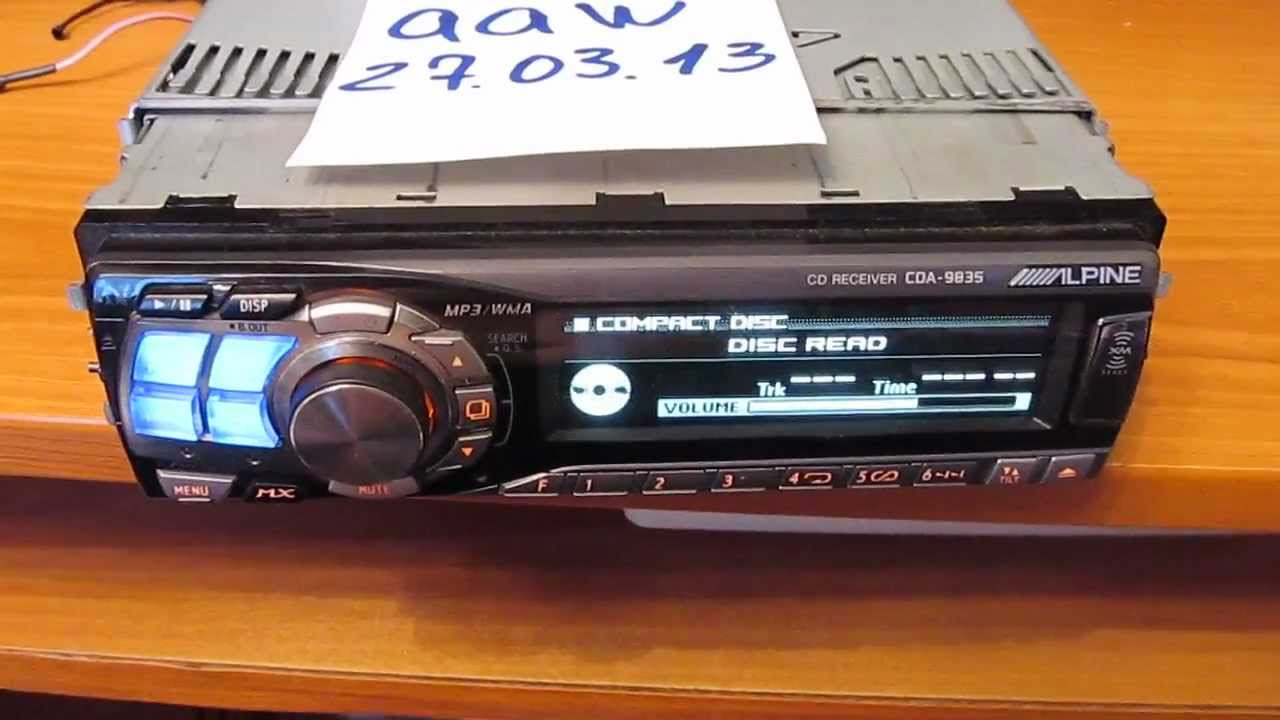 aaw
27.03.13
CD RECEIVER CDA-9835 ALPINE
DISP
B.OUT
MP3/WMA
SEARCH
Q.S.
COMPACT DISC
DISC READ
Trk --- Time --- --
VOLUME
XM
MENU
MX
MUTE
F 1 2 3 4 5 6
TILT